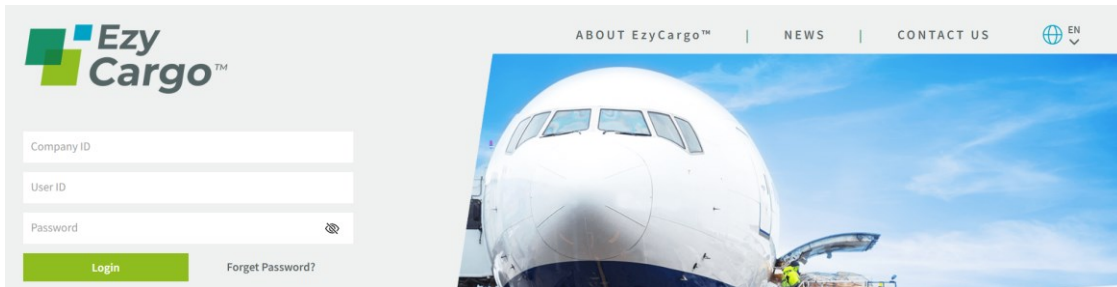 Ezy
Cargo™
ABOUT EzyCargo™ | NEWS | CONTACT US
EN
Company ID
User ID
Password
Login Forget Password?